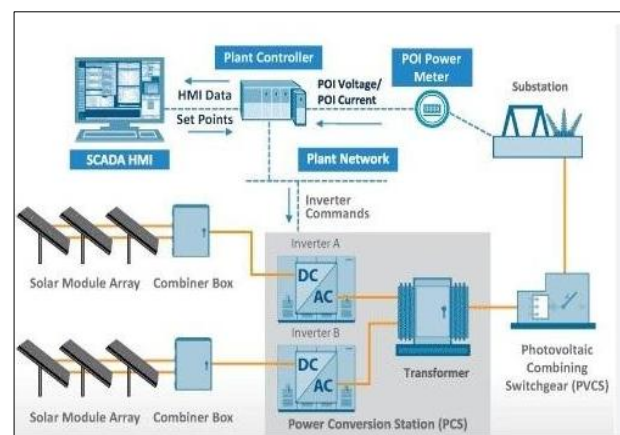 Plant Controller
POI Power
Meter
HMI Data
POI Voltage/
POI Current
Substation
Set Points
SCADA HMI
Plant Network
Inverter
Commands
Inverter A
DC
AC
Solar Module Array
Combiner Box
Inverter B
DC
AC
Transformer
Photovoltaic
Combining
Switchgear (PVCS)
Solar Module Array
Combiner Box
Power Conversion Station (PCS)